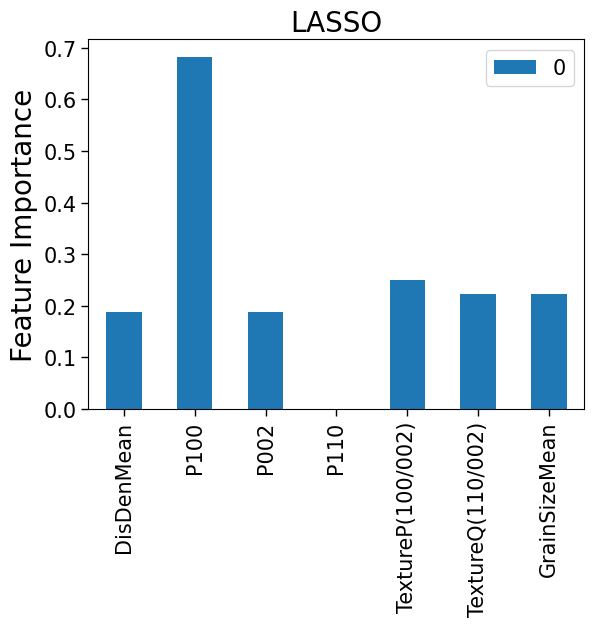 LASSO
0
Feature Importance
0.7
0.6
0.5
0.4
0.3
0.2
0.1
0.0
DisDenMean
P100
P002
P110
TextureP(100/002)
TextureQ(110/002)
GrainSizeMean